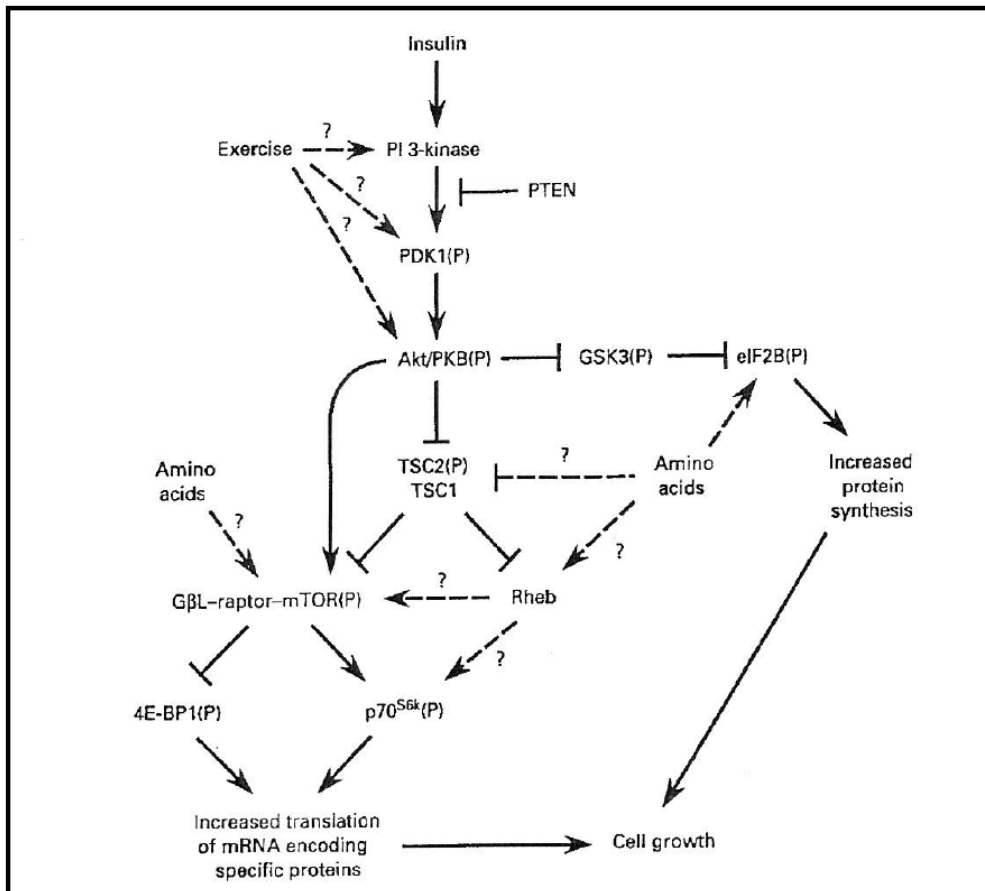 Insulin
?
Exercise
PI 3-kinase
?
PTEN
?
PDK1(P)
Akt/PKB(P)
GSK3(P)
eIF2B(P)
Amino
acids
TSC2(P)
TSC1
?
Amino
acids
Increased
protein
synthesis
?
?
?
GβL–raptor–mTOR(P)
Rheb
?
4E-BP1(P)
p70S6k(P)
Increased translation
of mRNA encoding
specific proteins
Cell growth